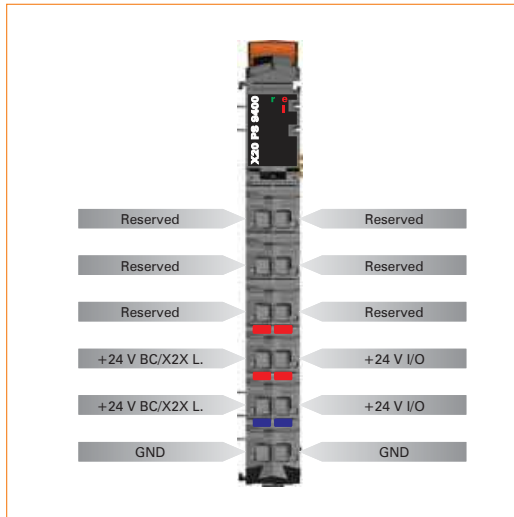 r e
X20 PS 9400
Reserved Reserved
Reserved Reserved
Reserved Reserved
+24 V BC/X2X L. +24 V I/O
+24 V BC/X2X L. +24 V I/O
GND GND